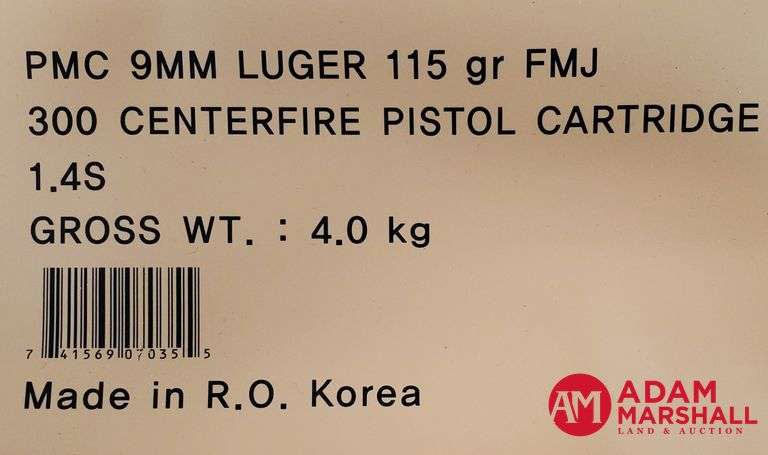 PMC 9MM LUGER 115 gr FMJ
300 CENTERFIRE PISTOL CARTRIDGE
1.4S
GROSS WT. : 4.0 kg
7 41569 07035 5
Made in R.O. Korea
AM ADAM
MARSHALL
LAND & AUCTION